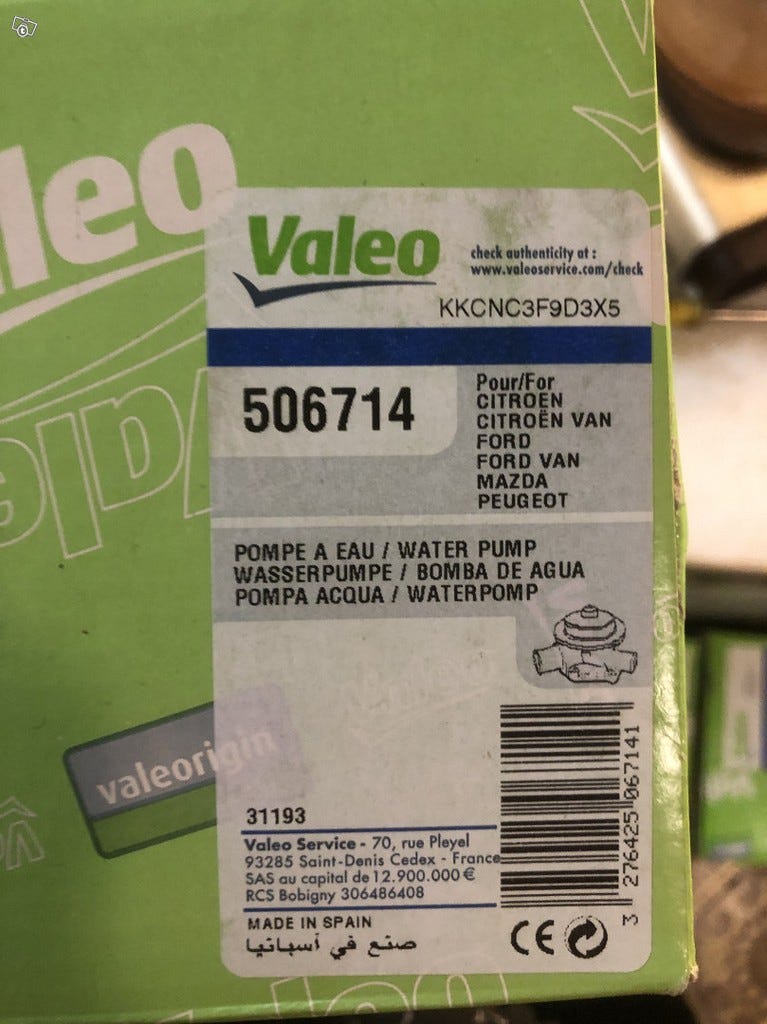 leo
Valeo
check authenticity at :
www.valeoservice.com/check
KKCNC3F9D3X5
506714
Pour/For
CITROEN
CITROËN VAN
FORD
FORD VAN
MAZDA
PEUGEOT
POMPE A EAU / WATER PUMP
WASSERPUMPE / BOMBA DE AGUA
POMPA ACQUA / WATERPOMP
valeorigin
31193
Valeo Service - 70, rue Pleyel
93285 Saint-Denis Cedex - France
SAS au capital de 12.900.000 €
RCS Bobigny 306486408
MADE IN SPAIN
صنع في أسبانيا
CE
3 276425 067141